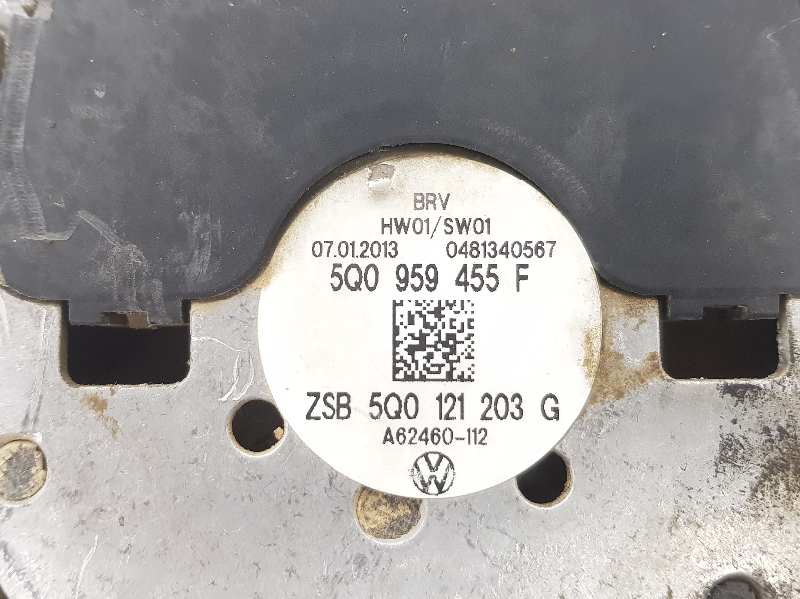 BRV
HW01/SW01
07.01.2013 0481340567
5Q0 959 455 F
ZSB 5Q0 121 203 G
A62460-112